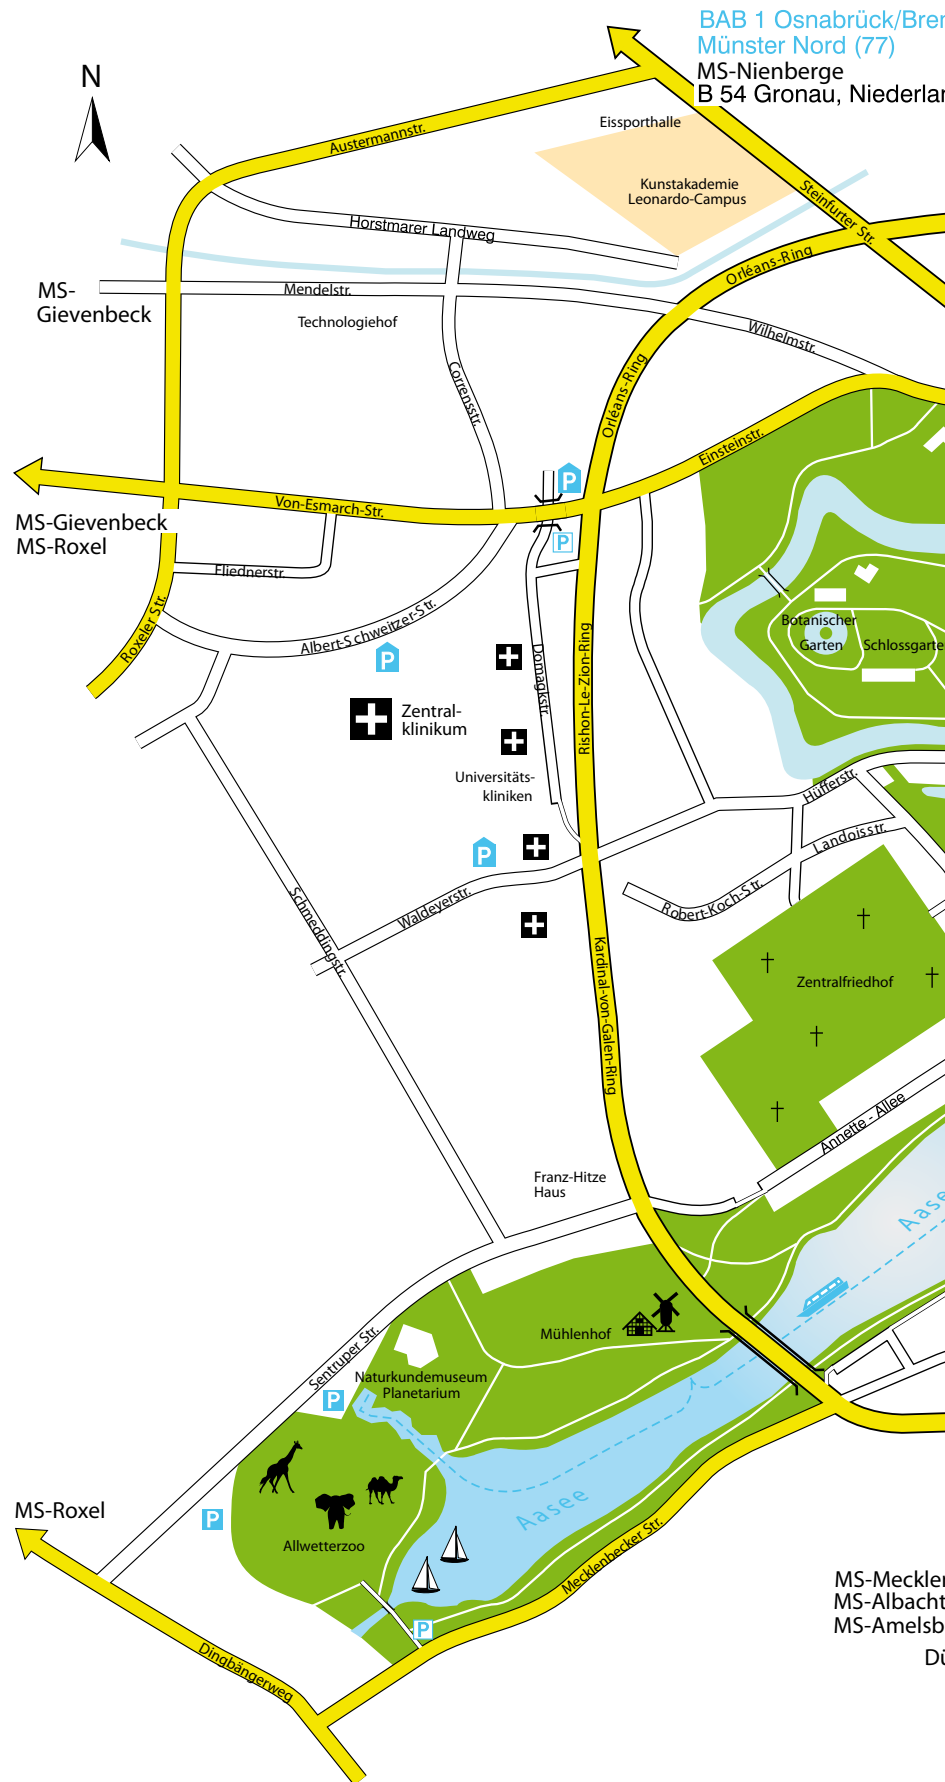 BAB 1 Osnabrück/Brem
Münster Nord (77)
MS-Nienberge
B 54 Gronau, Niederlan
N
Eissporthalle
Austermannstr.
Kunstakademie
Leonardo-Campus
Steinfurter Str.
Horstmarer Landweg
Orléans-Ring
MS-
Gievenbeck
Mendelstr.
Technologiehof
Wilhelmstr.
Corrensstr.
Orléans-Ring
Einsteinstr.
P
Von-Esmarch-Str.
MS-Gievenbeck
MS-Roxel
P
Fliednerstr.
Roxeler Str.
Albert-Schweitzer-Str.
P
Domagkstr.
Rishon-Le-Zion-Ring
Botanischer
Garten
Schlossgarte
Zentral-
klinikum
Universitäts-
kliniken
Hüfferstr.
Landoisstr.
P
Robert-Koch-Str.
Waldeyerstr.
Schmeddingstr.
Kardinal-von-Galen-Ring
Zentralfriedhof
Annette - Allee
Franz-Hitze
Haus
Aase
Mühlenhof
Sentruper Str.
Naturkundemuseum
Planetarium
P
MS-Roxel
P
Aasee
Allwetterzoo
Mecklenbecker Str.
P
MS-Mecklen
MS-Albacht
MS-Amelsb
Dü
Dingbängerweg